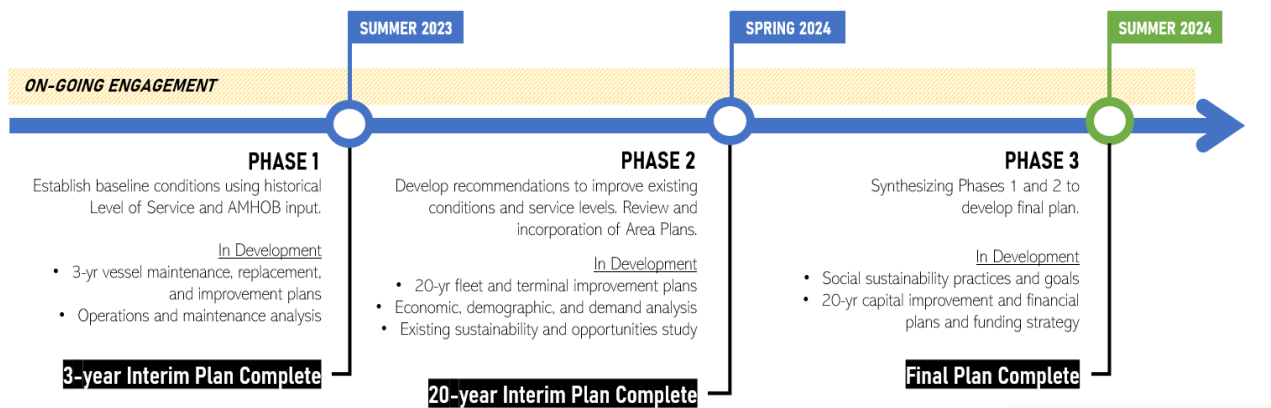 SUMMER 2023
SPRING 2024
SUMMER 2024
ON-GOING ENGAGEMENT
PHASE 1
Establish baseline conditions using historical
Level of Service and AMHOB input.
In Development
• 3-yr vessel maintenance, replacement,
and improvement plans
• Operations and maintenance analysis
3-year Interim Plan Complete
PHASE 2
Develop recommendations to improve existing
conditions and service levels. Review and
incorporation of Area Plans.
In Development
• 20-yr fleet and terminal improvement plans
• Economic, demographic, and demand analysis
• Existing sustainability and opportunities study
20-year Interim Plan Complete
PHASE 3
Synthesizing Phases 1 and 2 to
develop final plan.
In Development
• Social sustainability practices and goals
• 20-yr capital improvement and financial
plans and funding strategy
Final Plan Complete